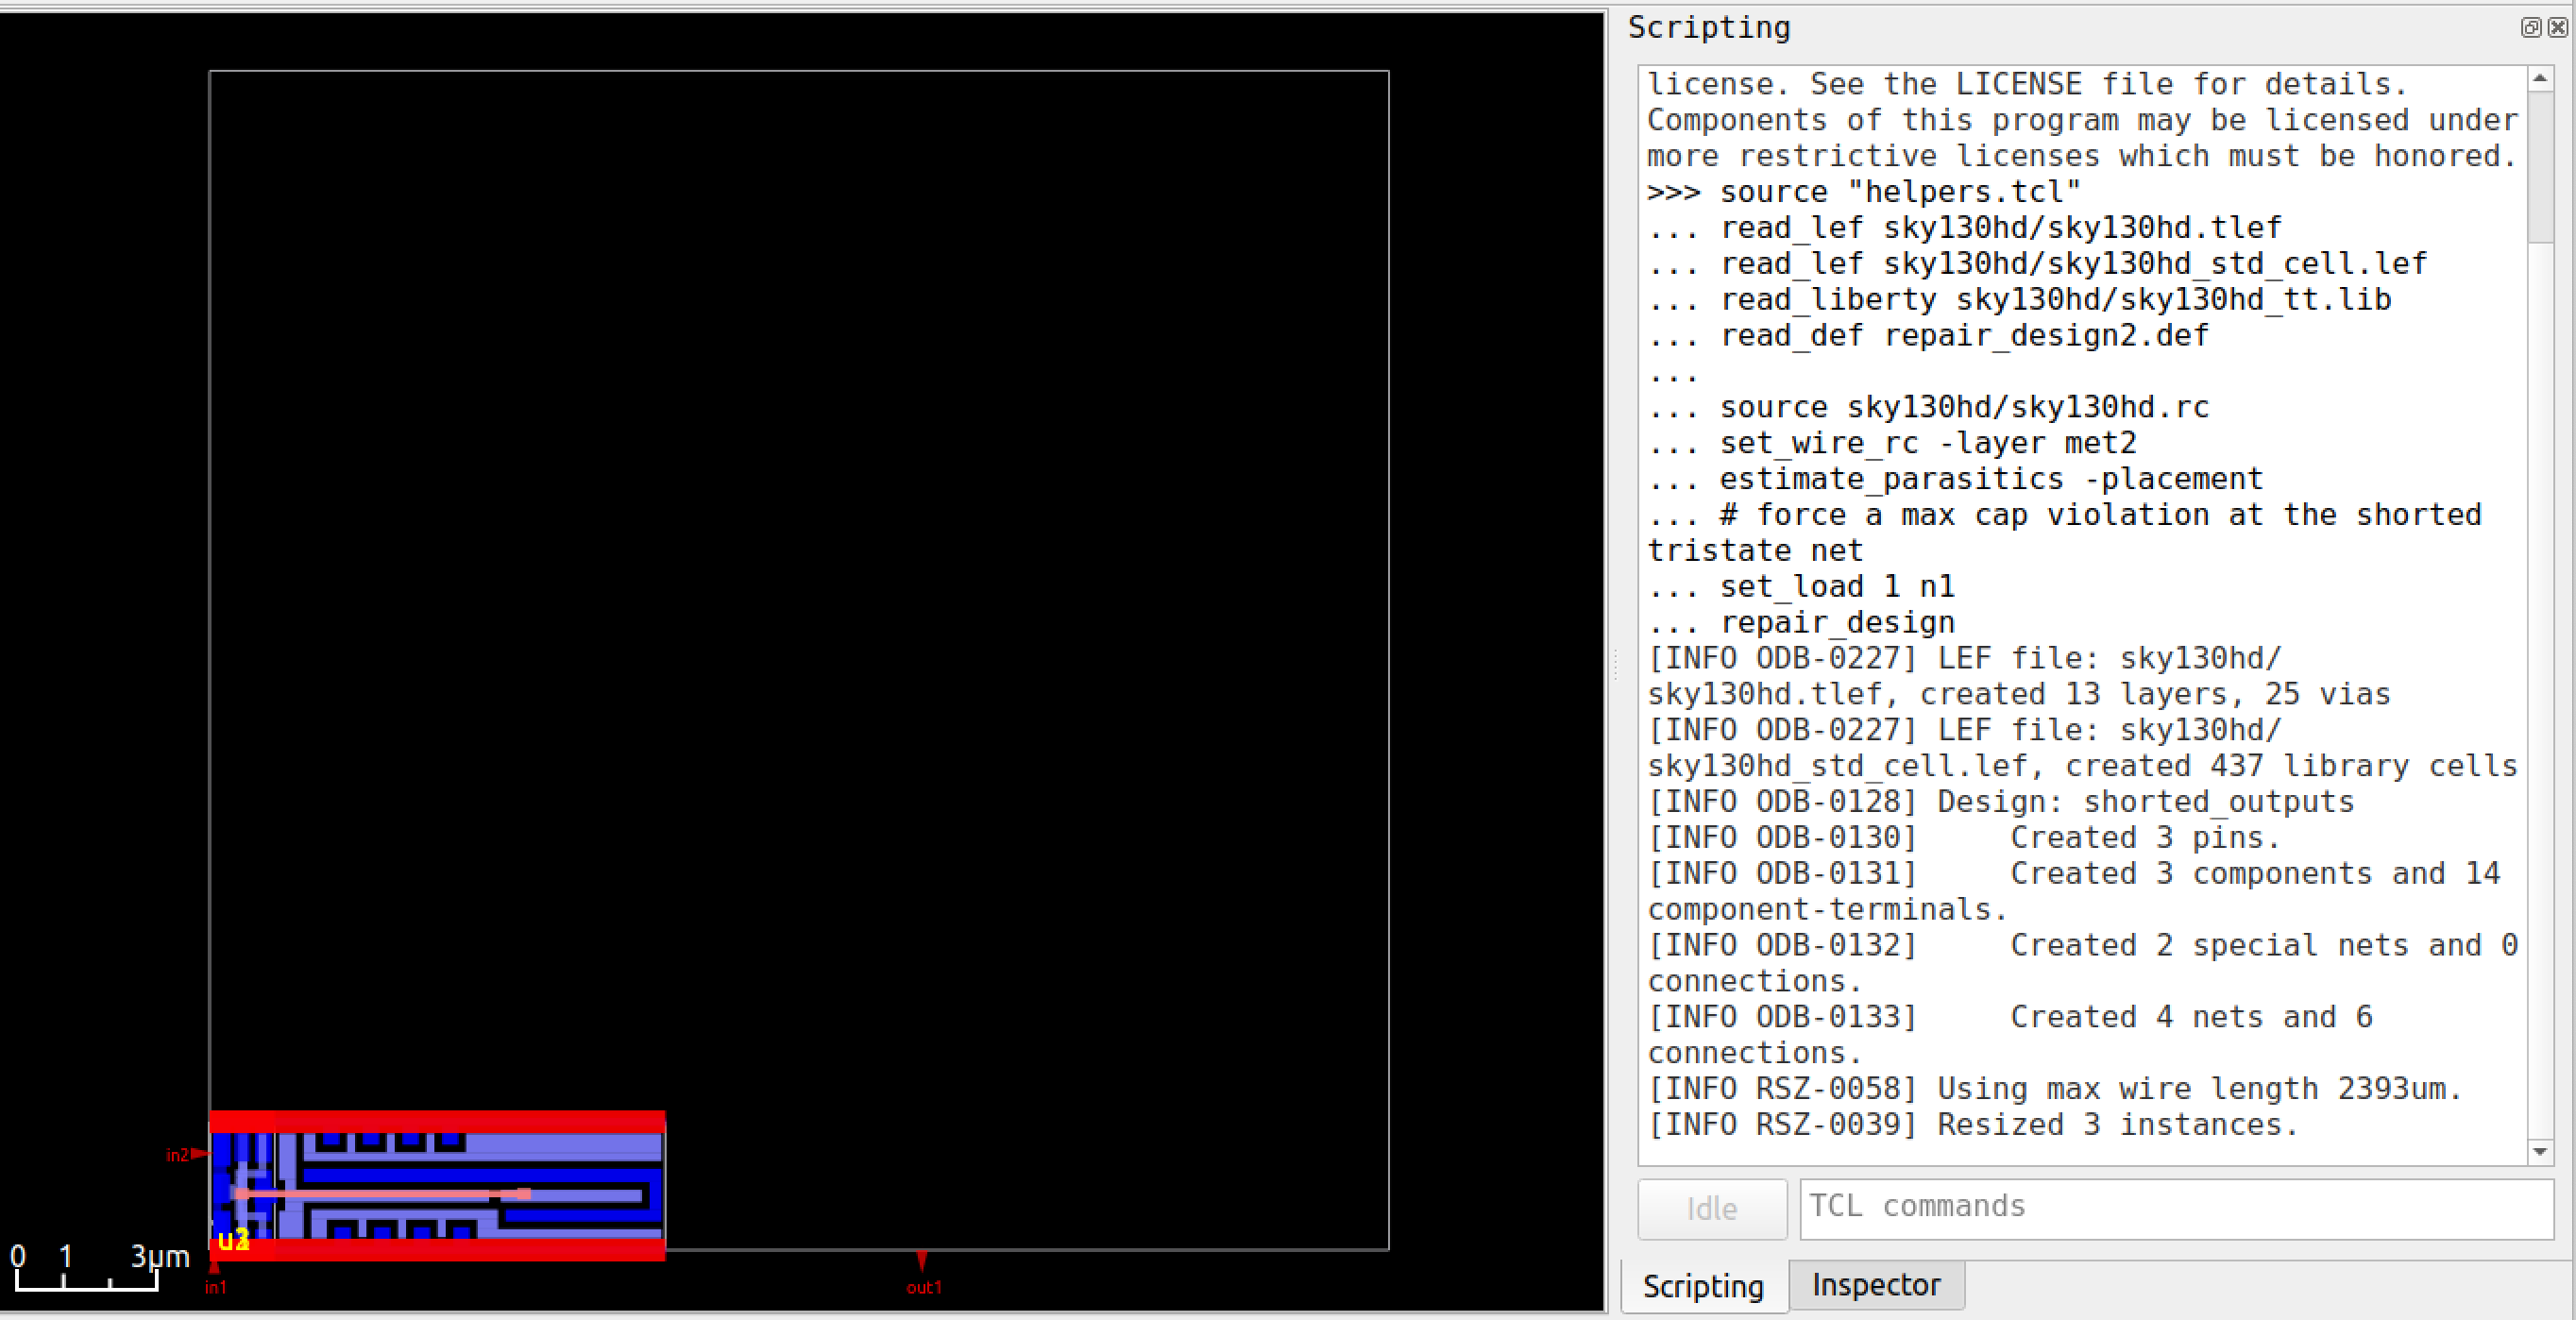 Scripting
license. See the LICENSE file for details.
Components of this program may be licensed under
more restrictive licenses which must be honored.
>>> source "helpers.tcl"
... read_lef sky130hd/sky130hd.tlef
... read_lef sky130hd/sky130hd_std_cell.lef
... read_liberty sky130hd/sky130hd_tt.lib
... read_def repair_design2.def
...
... source sky130hd/sky130hd.rc
... set_wire_rc -layer met2
... estimate_parasitics -placement
... # force a max cap violation at the shorted
tristate net
... set_load 1 n1
... repair_design
[INFO ODB-0227] LEF file: sky130hd/
sky130hd.tlef, created 13 layers, 25 vias
[INFO ODB-0227] LEF file: sky130hd/
sky130hd_std_cell.lef, created 437 library cells
[INFO ODB-0128] Design: shorted_outputs
[INFO ODB-0130]     Created 3 pins.
[INFO ODB-0131]     Created 3 components and 14
component-terminals.
[INFO ODB-0132]     Created 2 special nets and 0
connections.
[INFO ODB-0133]     Created 4 nets and 6
connections.
[INFO RSZ-0058] Using max wire length 2393um.
[INFO RSZ-0039] Resized 3 instances.
Idle
TCL commands
Scripting
Inspector
in2
0 1 3μm
in1
out1